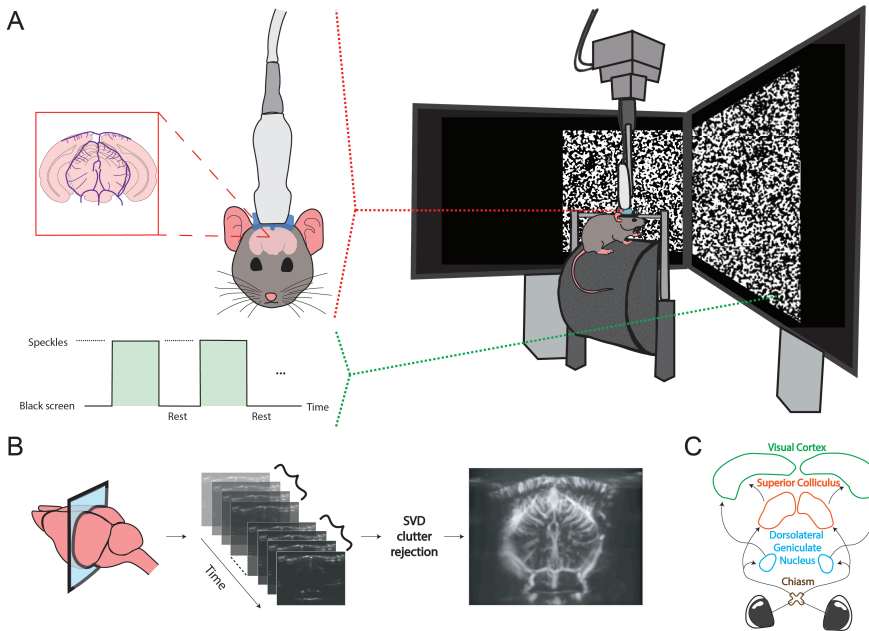 A
Speckles
...
Black screen
Rest
Rest
Time
B
Time
SVD
clutter
rejection
C
Visual Cortex
Superior Colliculus
Dorsolateral
Geniculate
Nucleus
Chiasm